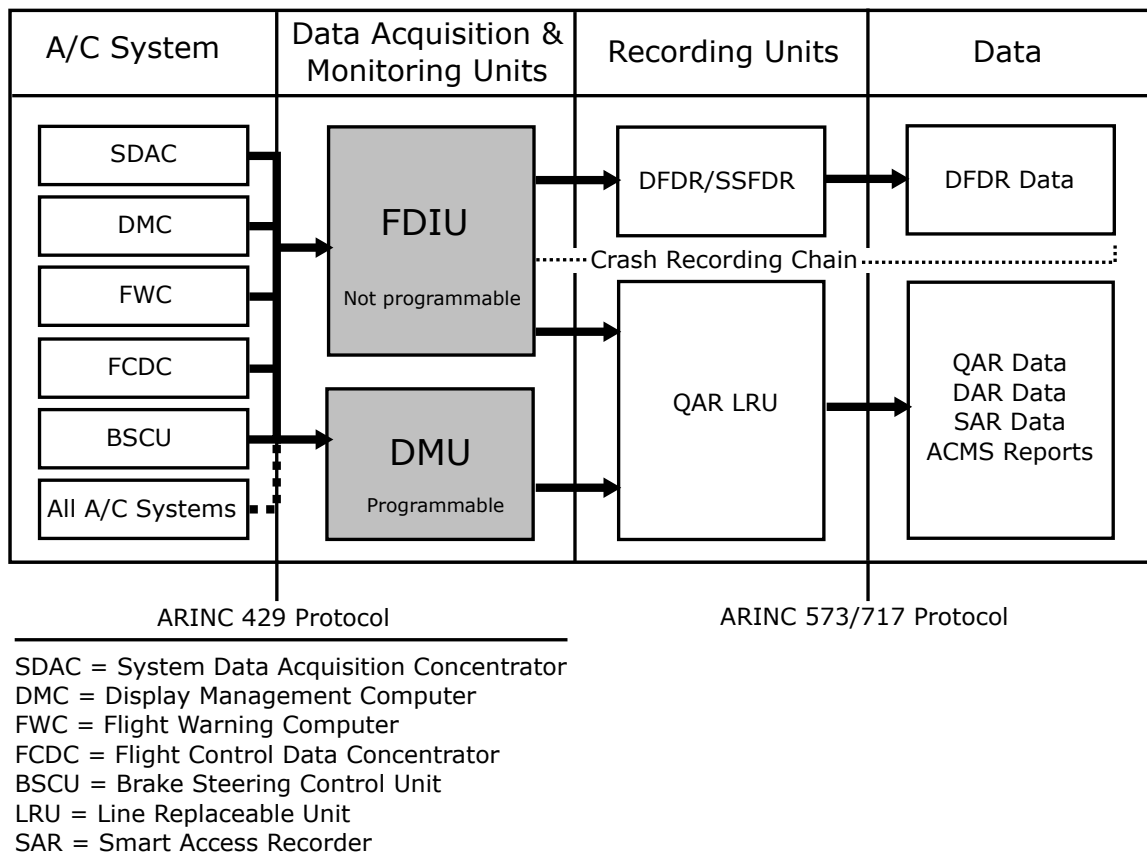 A/C System
Data Acquisition &
Monitoring Units
Recording Units
Data
SDAC
DMC
FWC
FCDC
BSCU
All A/C Systems
FDIU
Not programmable
DMU
Programmable
DFDR/SSFDR
DFDR Data
Crash Recording Chain
QAR LRU
QAR Data
DAR Data
SAR Data
ACMS Reports
ARINC 429 Protocol
ARINC 573/717 Protocol
SDAC = System Data Acquisition Concentrator
DMC = Display Management Computer
FWC = Flight Warning Computer
FCDC = Flight Control Data Concentrator
BSCU = Brake Steering Control Unit
LRU = Line Replaceable Unit
SAR = Smart Access Recorder